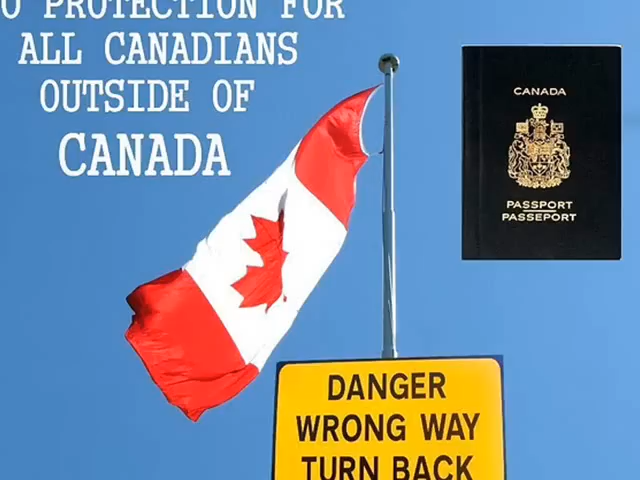 O PROTECTION FOR
ALL CANADIANS
OUTSIDE OF
CANADA
CANADA
PASSPORT
PASSEPORT
DANGER
WRONG WAY
TURN BACK